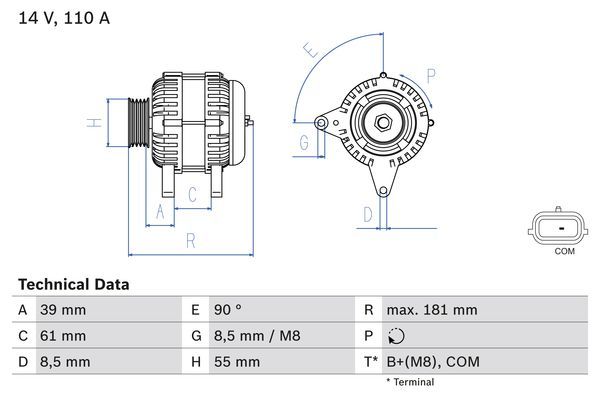 14 V, 110 A
E
P
H
G
C
A
D
R
COM
Technical Data
A 39 mm E 90 ° R max. 181 mm
C 61 mm G 8,5 mm / M8 P
D 8,5 mm H 55 mm T* B+(M8), COM
* Terminal